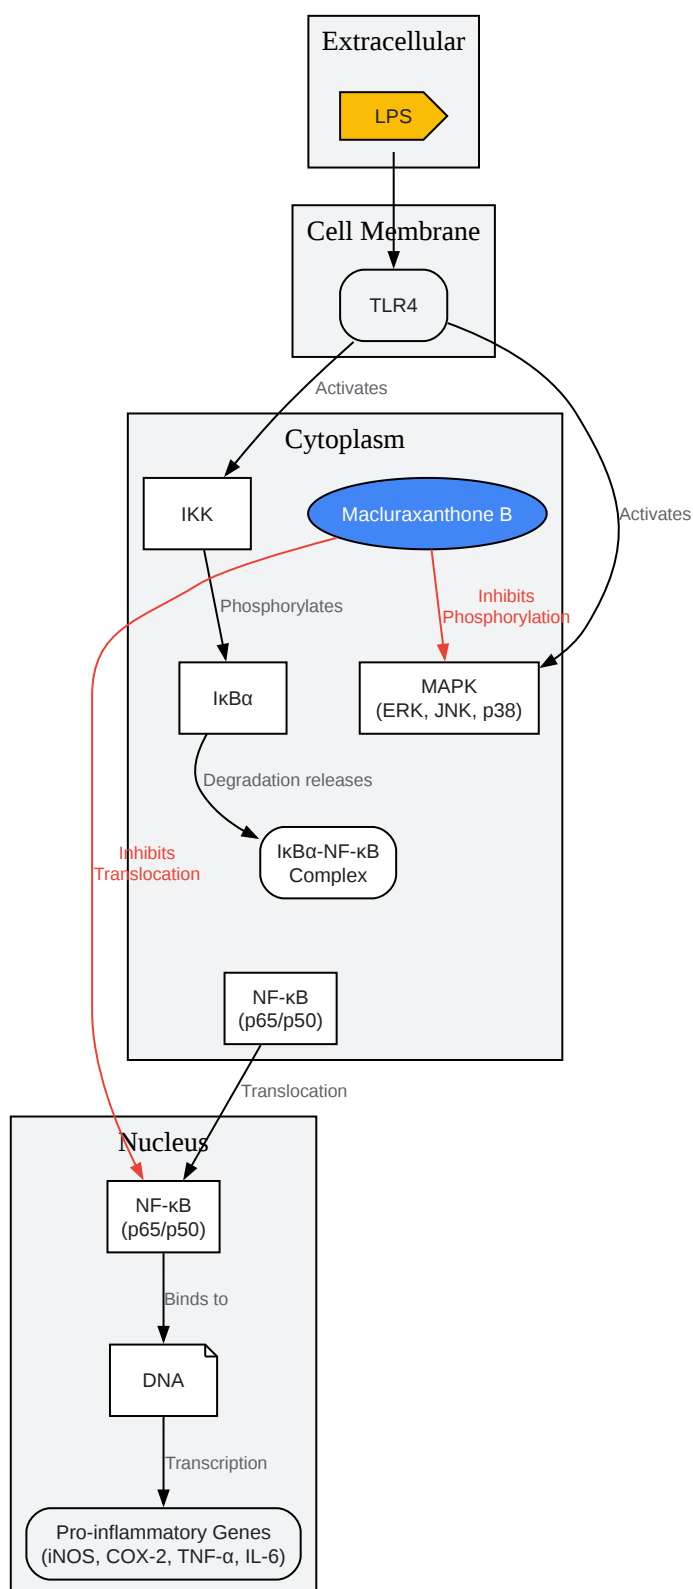 Extracellular
LPS
Cell Membrane
TLR4
Activates
Cytoplasm
IKK
Macluraxanthone B
Activates
Phosphorylates
Inhibits
Phosphorylation
IκBα
MAPK
(ERK, JNK, p38)
Degradation releases
IκBα-NF-κB
Complex
Inhibits
Translocation
NF-κB
(p65/p50)
Translocation
Nucleus
NF-κB
(p65/p50)
Binds to
DNA
Transcription
Pro-inflammatory Genes
(iNOS, COX-2, TNF-α, IL-6)